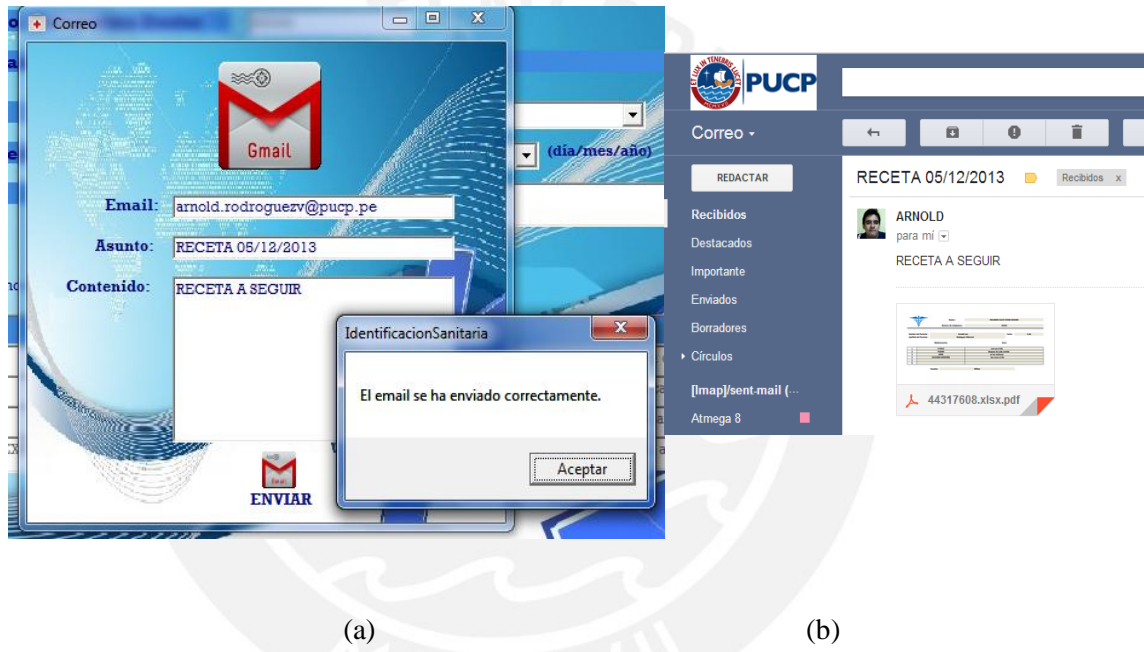 Correo
Gmail
(día/mes/año)
Email:
arnold.rodroguezv@pucp.pe
Asunto:
RECETA 05/12/2013
Contenido:
RECETA A SEGUIR
ENVIAR
IdentificacionSanitaria
El email se ha enviado correctamente.
Aceptar
PUCP
Correo
REDACTAR
Recibidos
Destacados
Importante
Enviados
Borradores
Círculos
[Imap]/sent-mail (...
Atmega 8
RECETA 05/12/2013
Recibidos x
ARNOLD
para mí
RECETA A SEGUIR
44317608.xlsx.pdf
(a)
(b)